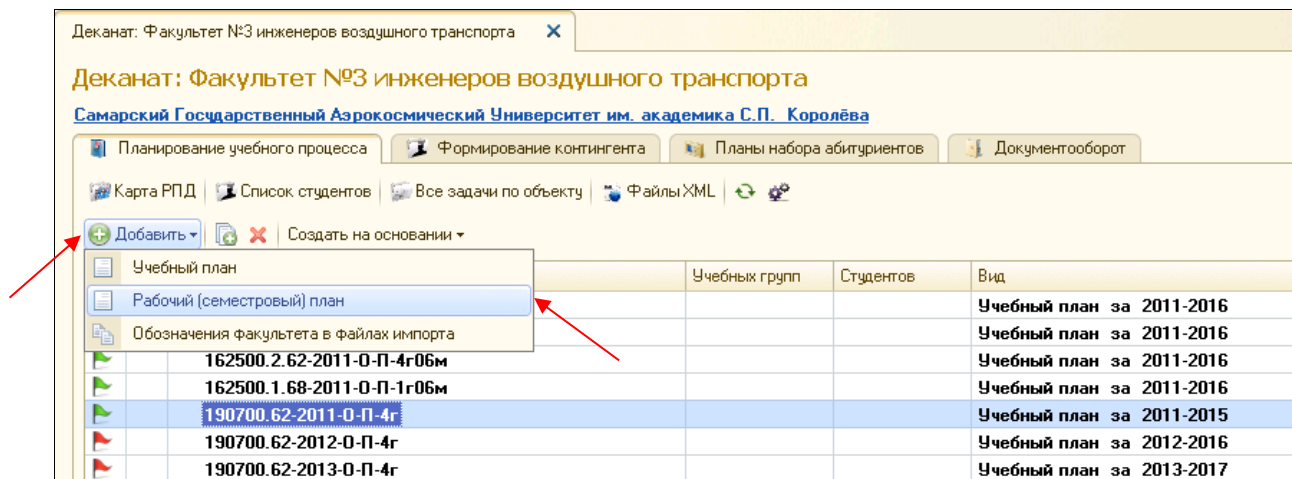 Деканат: Факультет №3 инженеров воздушного транспорта
Деканат: Факультет №3 инженеров воздушного транспорта
Самарский Государственный Аэрокосмический Университет им. академика С.П. Королёва
Планирование учебного процесса Формирование контингента Планы набора абитуриентов Документооборот
Карта РПД Список студентов Все задачи по объекту Файлы XML
Добавить Создать на основании
Учебный план
Учебных групп Студентов Вид
Рабочий (семестровый) план
Учебный план за 2011-2016
Обозначения факультета в файлах импорта
Учебный план за 2011-2016
162500.2.62-2011-О-П-4г06м Учебный план за 2011-2016
162500.1.68-2011-О-П-1г06м Учебный план за 2011-2016
190700.62-2011-О-П-4г Учебный план за 2011-2015
190700.62-2012-О-П-4г Учебный план за 2012-2016
190700.62-2013-О-П-4г Учебный план за 2013-2017